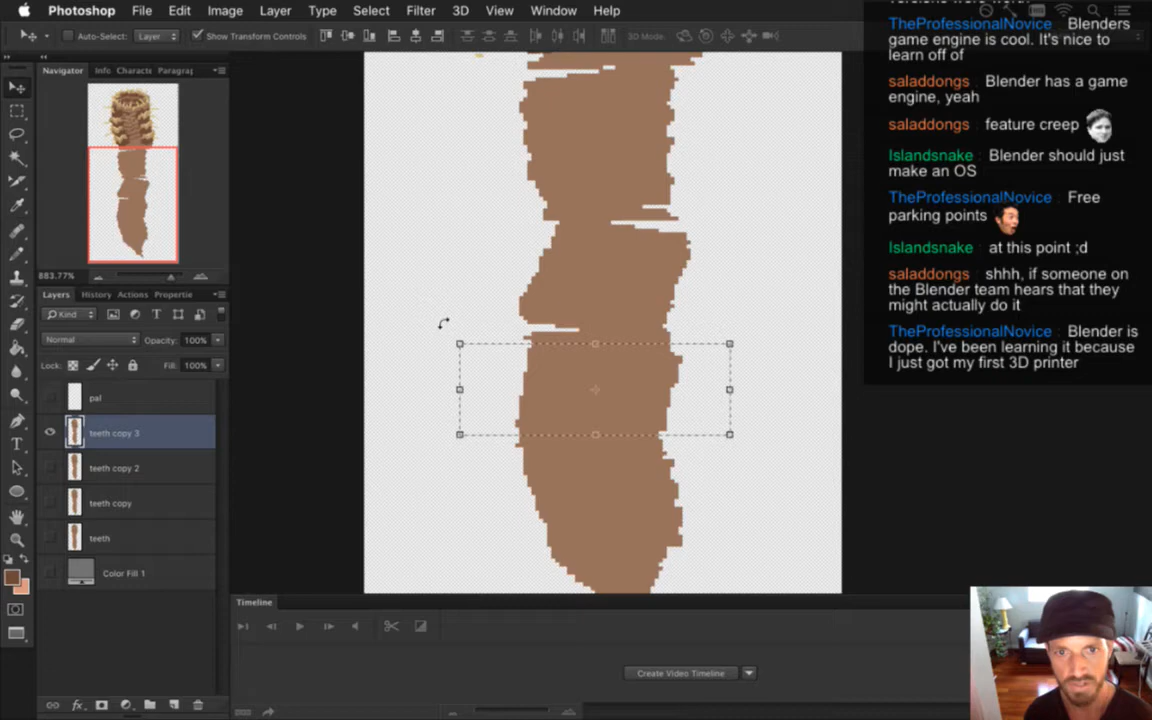 Photoshop File Edit Image Layer Type Select Filter 3D View Window Help
Auto-Select: Layer Show Transform Controls 3D Mode:
Navigator Info Characte Paragraj
883.77%
Layers History Actions Propertie
Kind
Normal Opacity: 100%
Lock: Fill: 100%
pal
teeth copy 3
teeth copy 2
teeth copy
teeth
Color Fill 1
Timeline
Create Video Timeline
TheProfessionalNovice : Blenders
game engine is cool. It's nice to
learn off of
saladdongs : Blender has a game
engine, yeah
saladdongs : feature creep
Islandsnake : Blender should just
make an OS
TheProfessionalNovice : Free
parking points
Islandsnake : at this point ;d
saladdongs : shhh, if someone on
the Blender team hears that they
might actually do it
TheProfessionalNovice : Blender is
dope. I've been learning it because
I just got my first 3D printer